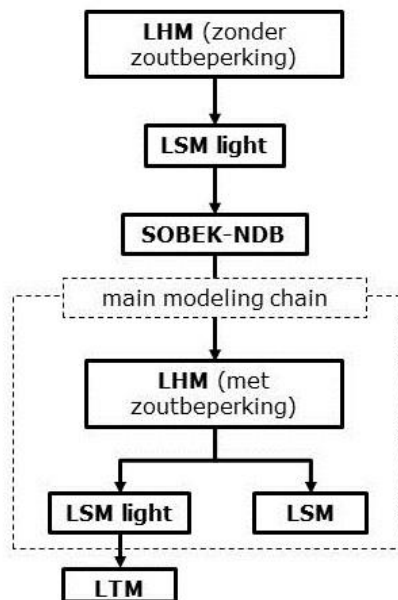 LHM (zonder
zoutbeperking)
LSM light
SOBEK-NDB
main modeling chain
LHM (met
zoutbeperking)
LSM light LSM
LTM